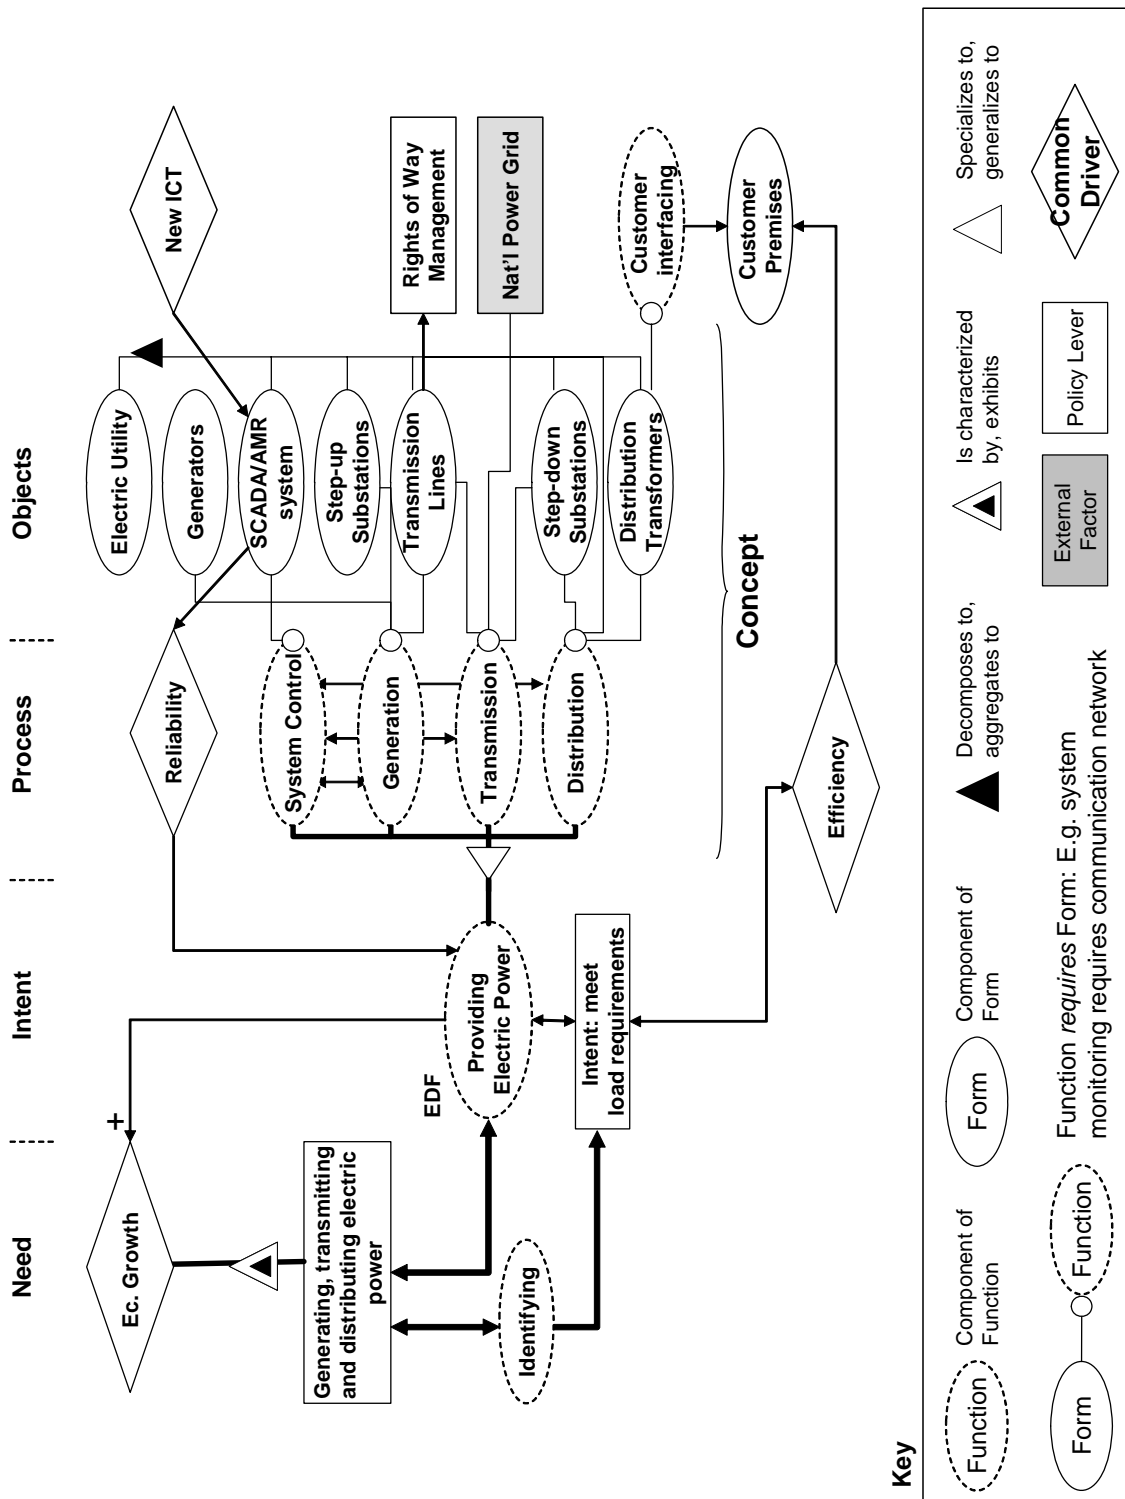 Need
Intent
Process
Objects
Ec. Growth
+
Reliability
New ICT
Generating, transmitting
and distributing electric
power
Identifying
EDF
Providing
Electric Power
Intent: meet
load requirements
System Control
Generation
Transmission
Distribution
Electric Utility
Generators
SCADA/AMR
system
Step-up
Substations
Transmission
Lines
Step-down
Substations
Distribution
Transformers
Rights of Way
Management
Nat'l Power Grid
Customer
interfacing
Customer
Premises
Concept
Efficiency
Key
Function
Component of
Function
Form
Component of
Form
Decomposes to,
aggregates to
Is characterized
by, exhibits
Specializes to,
generalizes to
Form
Function
Function requires Form: E.g. system
monitoring requires communication network
External
Factor
Policy Lever
Common
Driver